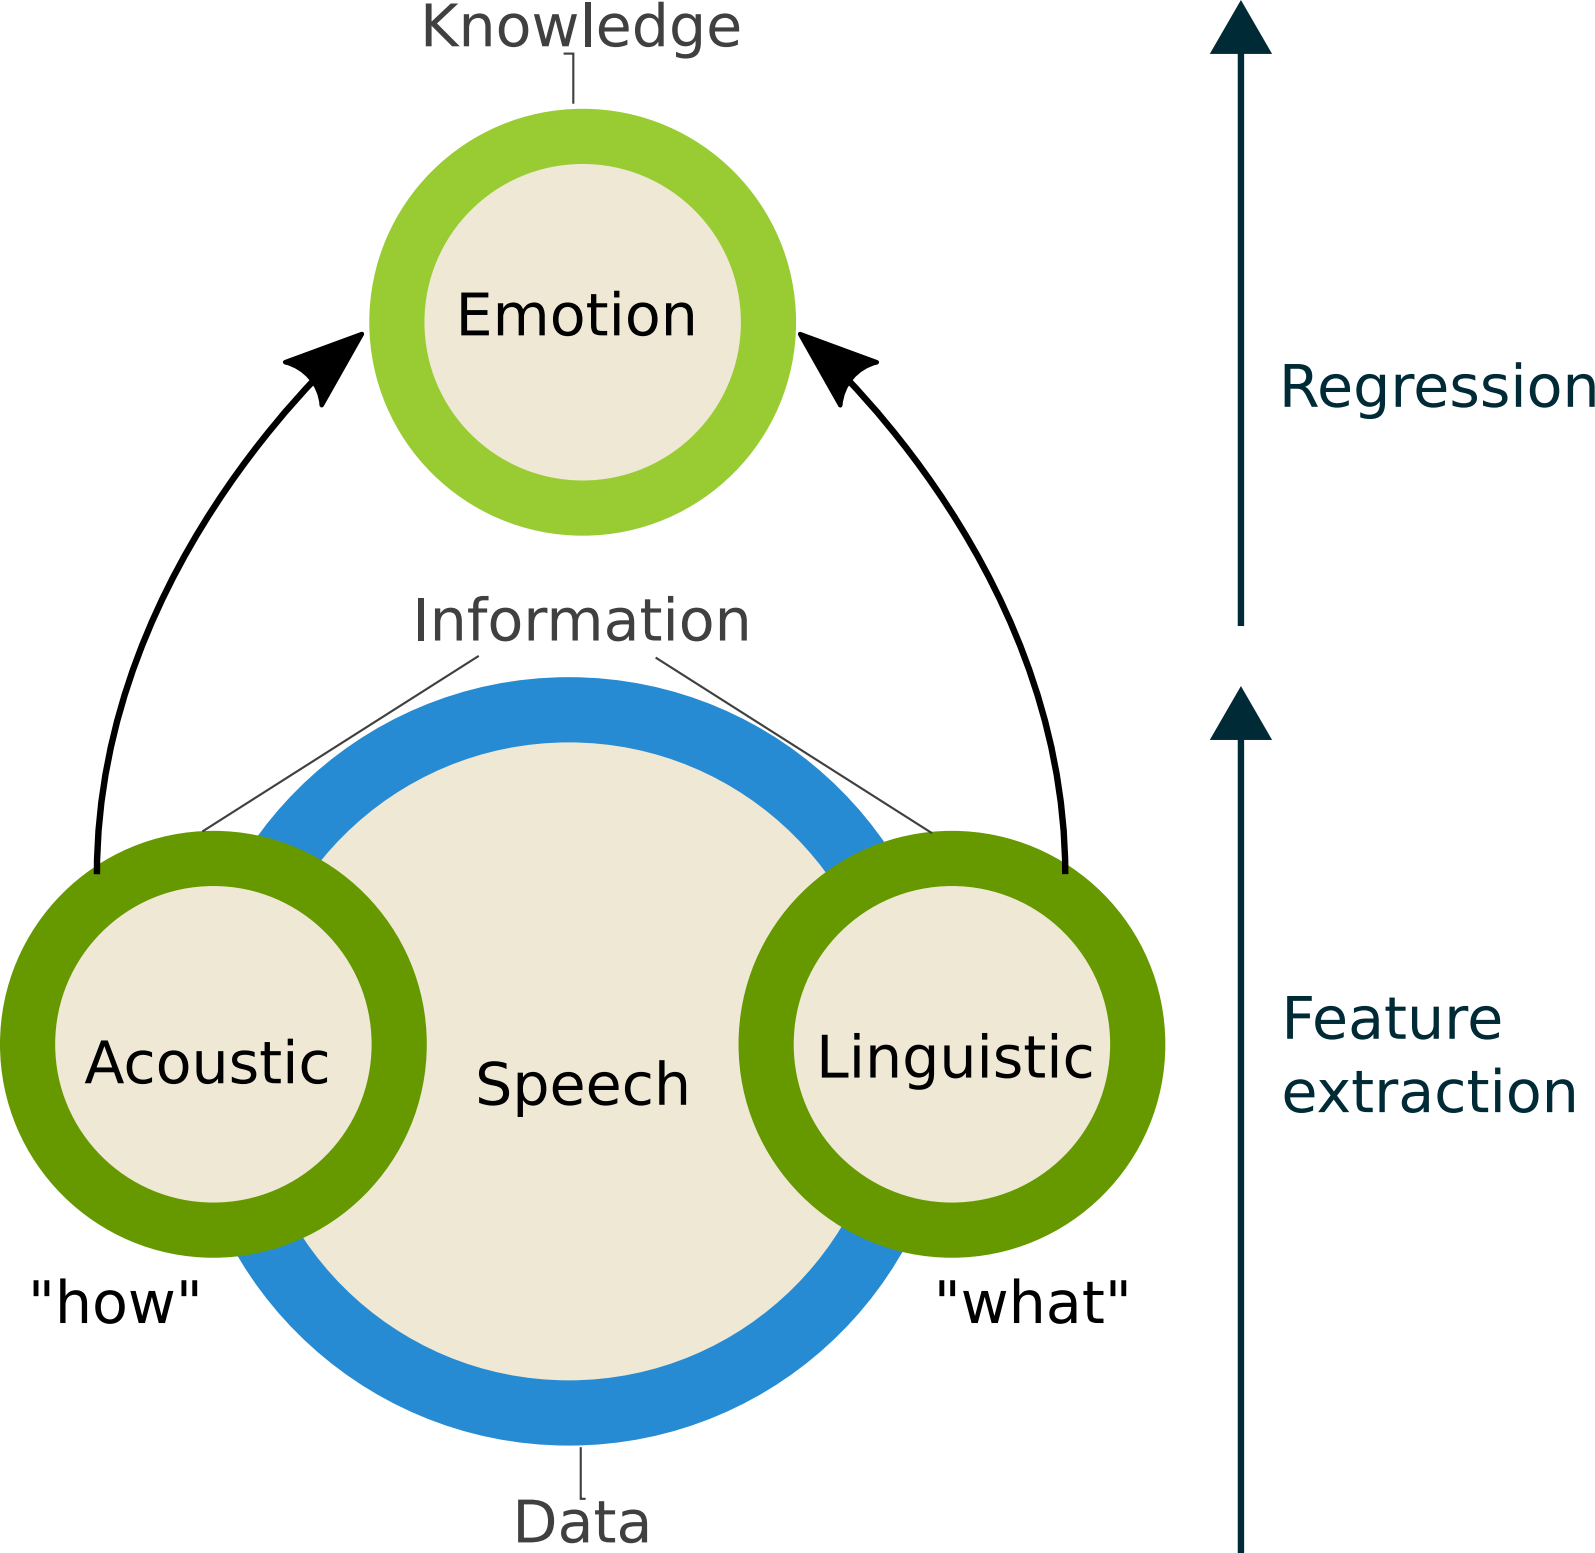 Knowledge
Emotion
Regression
Information
Feature
extraction
Acoustic
Speech
Linguistic
"how"
"what"
Data